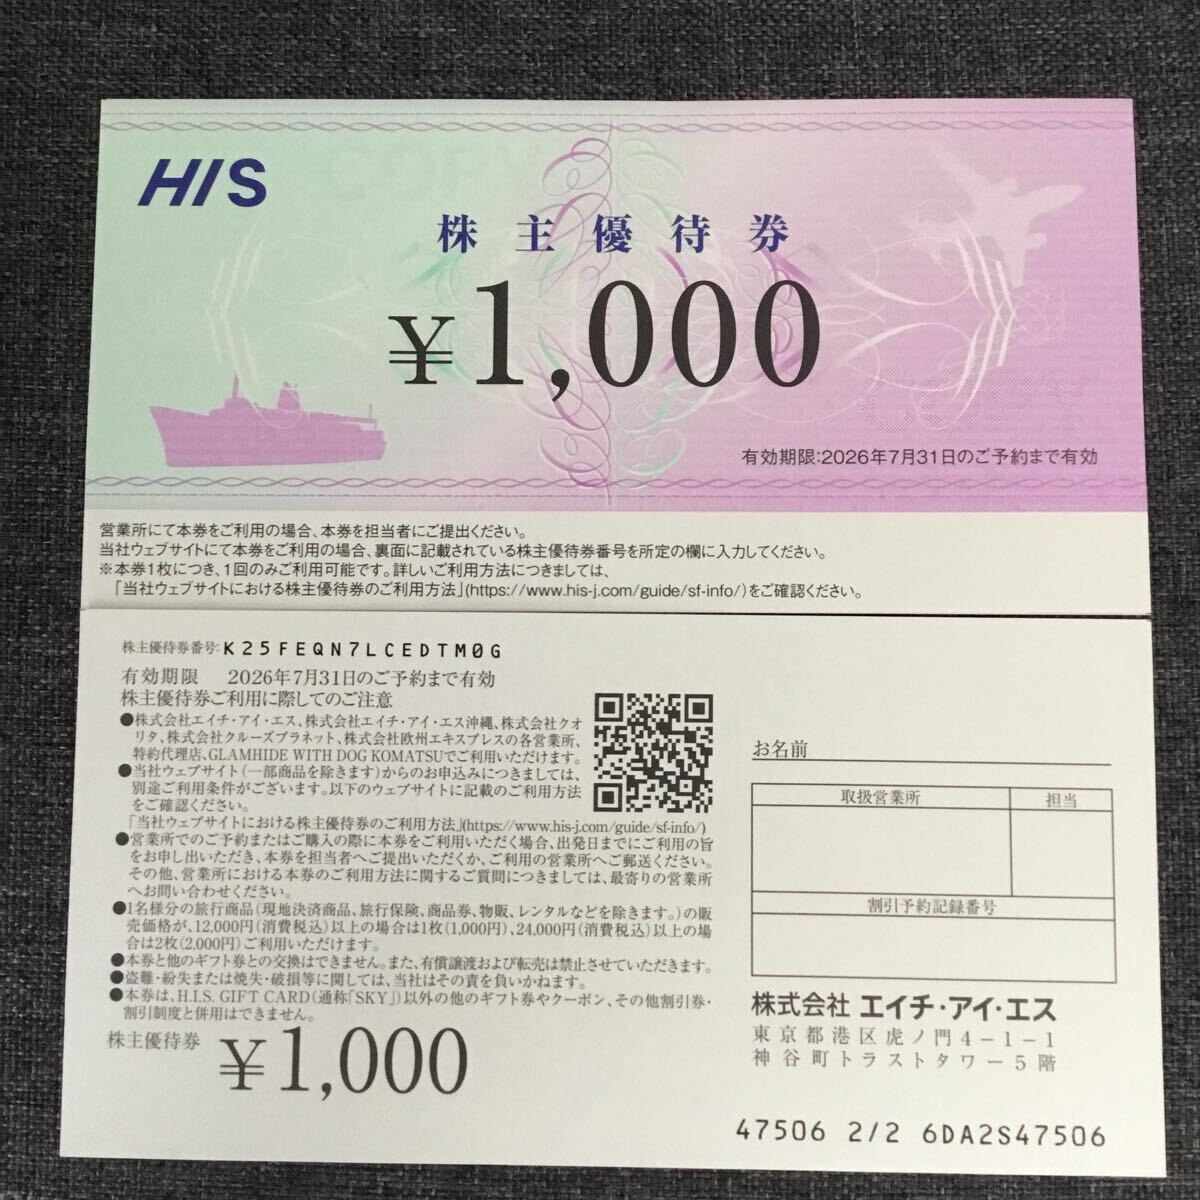 HIS
株主優待券
¥1,000
COPY
有効期限:2026年7月31日のご予約まで有効
営業所にて本券をご利用の場合、本券を担当者にご提出ください。
当社ウェブサイトにて本券をご利用の場合、裏面に記載されている株主優待券番号を所定の欄に入力してください。
※本券1枚につき、1回のみご利用可能です。詳しいご利用方法につきましては、
「当社ウェブサイトにおける株主優待券のご利用方法」(https://www.his-j.com/guide/sf-info/)をご確認ください。
株主優待券番号:K25FEQN7LCEDTM0G
有効期限 2026年7月31日のご予約まで有効
株主優待券ご利用に際してのご注意
●株式会社エイチ・アイ・エス、株式会社エイチ・アイ・エス沖縄、株式会社クオ
リタ、株式会社クルーズプラネット、株式会社欧州エキスプレスの各営業所、
特約代理店、GLAMHIDE WITH DOG KOMATSUでご利用いただけます。
●当社ウェブサイト(一部商品を除きます)からのお申込みにつきましては、
別途ご利用条件がございます。以下のウェブサイトに記載のご利用方法
をご確認ください。
「当社ウェブサイトにおける株主優待券のご利用方法」(https://www.his-j.com/guide/sf-info/)
●営業所でのご予約またはご購入の際に本券をご利用いただく場合、出発日までにご利用の旨
をお申し出いただき、本券を担当者へご提出いただくか、ご利用の営業所へご郵送ください。
その他、営業所における本券のご利用方法に関するご質問につきましては、最寄りの営業所
へお問い合わせください。
●1名様分の旅行商品(現地決済商品、旅行保険、商品券、物販、レンタルなどを除きます。)の販
売価格が、12,000円(消費税込)以上の場合は1枚(1,000円)、24,000円(消費税込)以上の場
合は2枚(2,000円)ご利用いただけます。
●本券と他のギフト券との交換はできません。また、有償譲渡および転売は禁止させていただきます。
●盗難・紛失または焼失・破損等に関しては、当社はその責を負いかねます。
●本券は、H.I.S. GIFT CARD(通称「SKY」)以外の他のギフト券やクーポン、その他割引券・
割引制度と併用はできません。
株主優待券 ¥1,000
お名前
取扱営業所 担当
割引予約記録番号
株式会社 エイチ・アイ・エス
東京都港区虎ノ門4-1-1
神谷町トラストタワー5階
47506 2/2 6DA2S47506